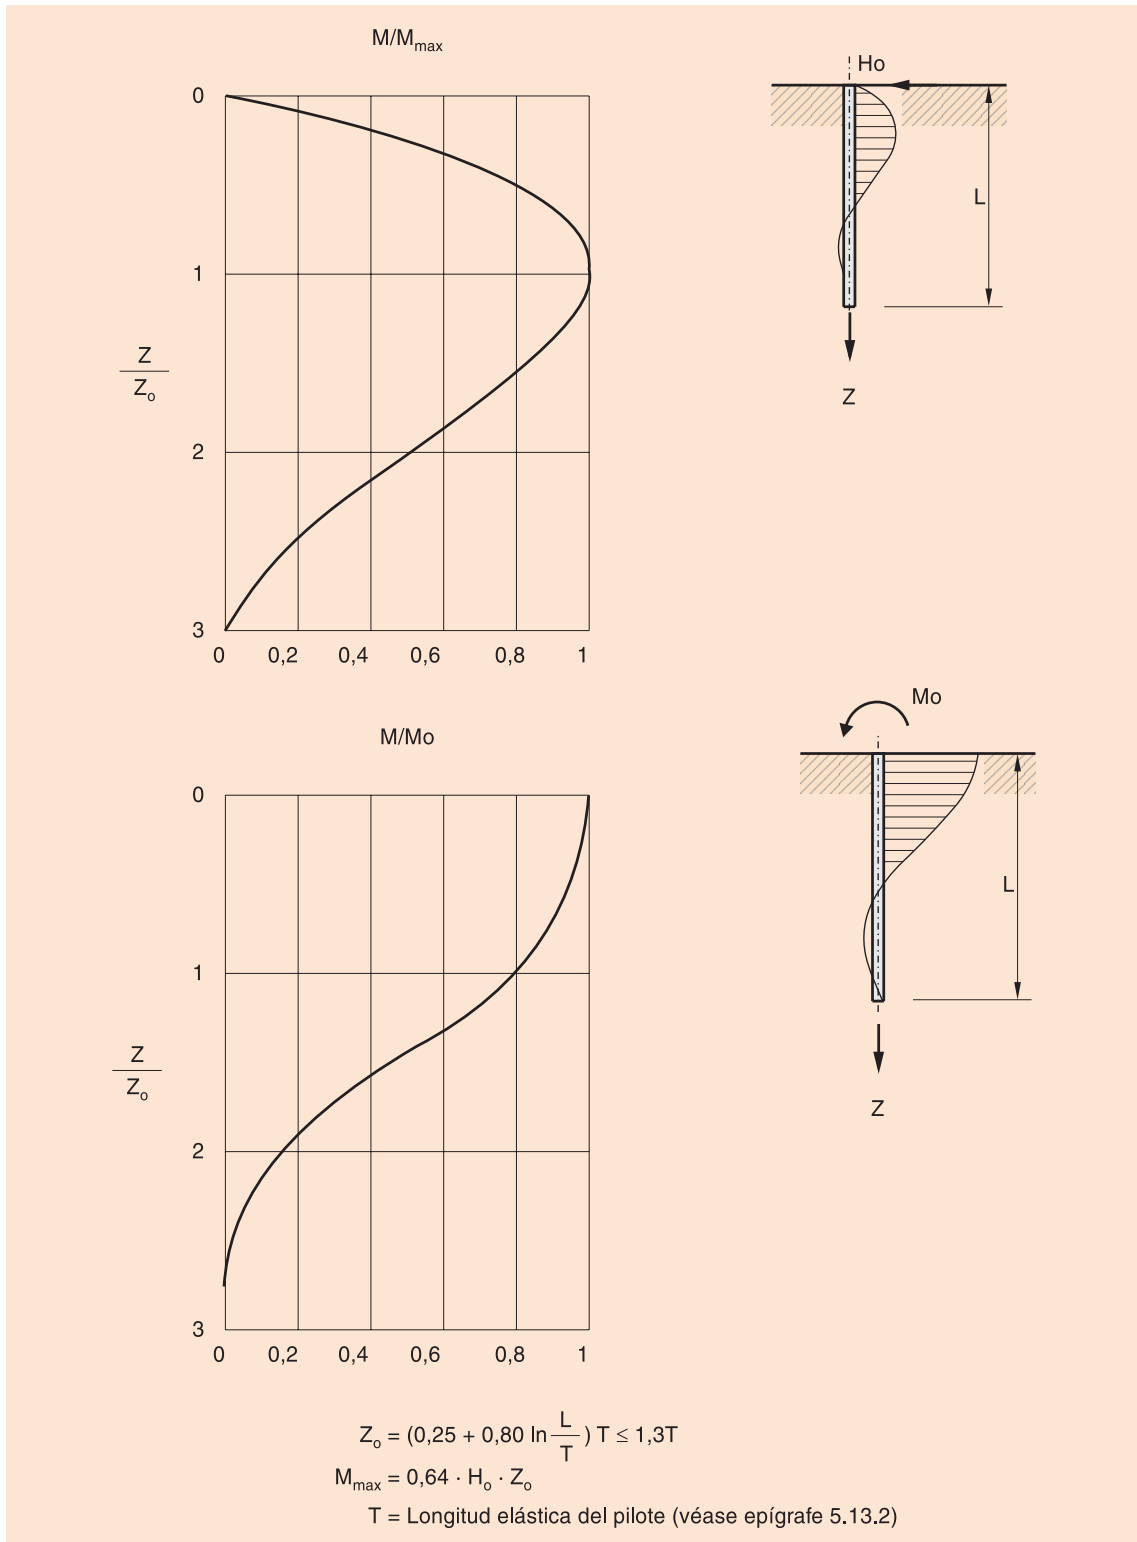 M/Mmax
0
1
2
3
Z
Zo
0 0,2 0,4 0,6 0,8 1
Ho
L
Z
M/Mo
0
1
2
3
Z
Zo
0 0,2 0,4 0,6 0,8 1
Mo
L
Z
Zo = (0,25 + 0,80 ln L/T) T ≤ 1,3T
Mmax = 0,64 · Ho · Zo
T = Longitud elástica del pilote (véase epígrafe 5.13.2)